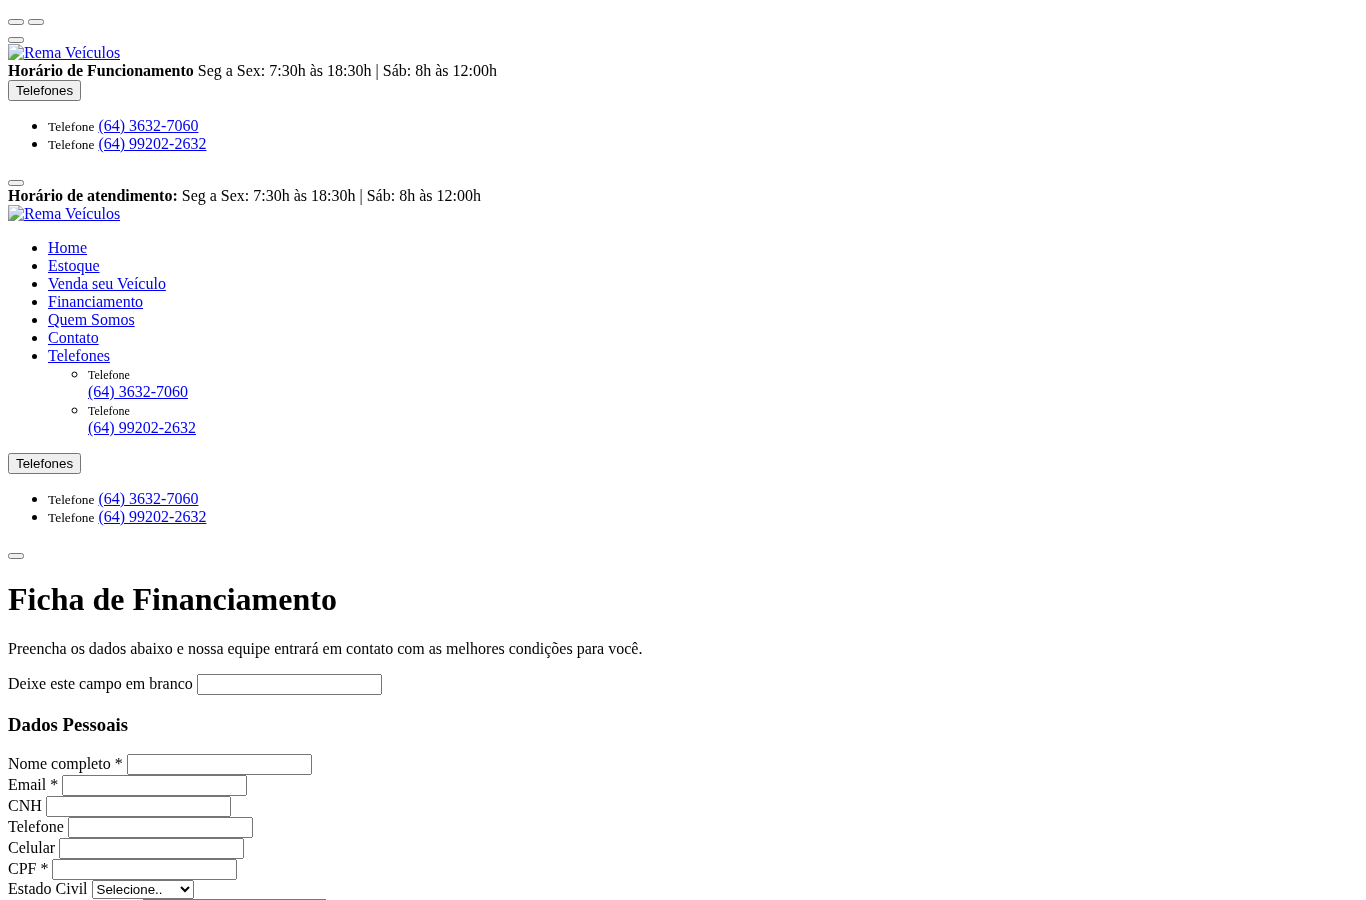 Rema Veículos
Horário de Funcionamento Seg a Sex: 7:30h às 18:30h | Sáb: 8h às 12:00h
Telefones
Telefone (64) 3632-7060
Telefone (64) 99202-2632
Horário de atendimento: Seg a Sex: 7:30h às 18:30h | Sáb: 8h às 12:00h
Rema Veículos
Home
Estoque
Venda seu Veículo
Financiamento
Quem Somos
Contato
Telefones
Telefone
(64) 3632-7060
Telefone
(64) 99202-2632
Telefones
Telefone (64) 3632-7060
Telefone (64) 99202-2632
Ficha de Financiamento
Preencha os dados abaixo e nossa equipe entrará em contato com as melhores condições para você.
Deixe este campo em branco
Dados Pessoais
Nome completo *
Email *
CNH
Telefone
Celular
CPF *
Estado Civil Selecione..